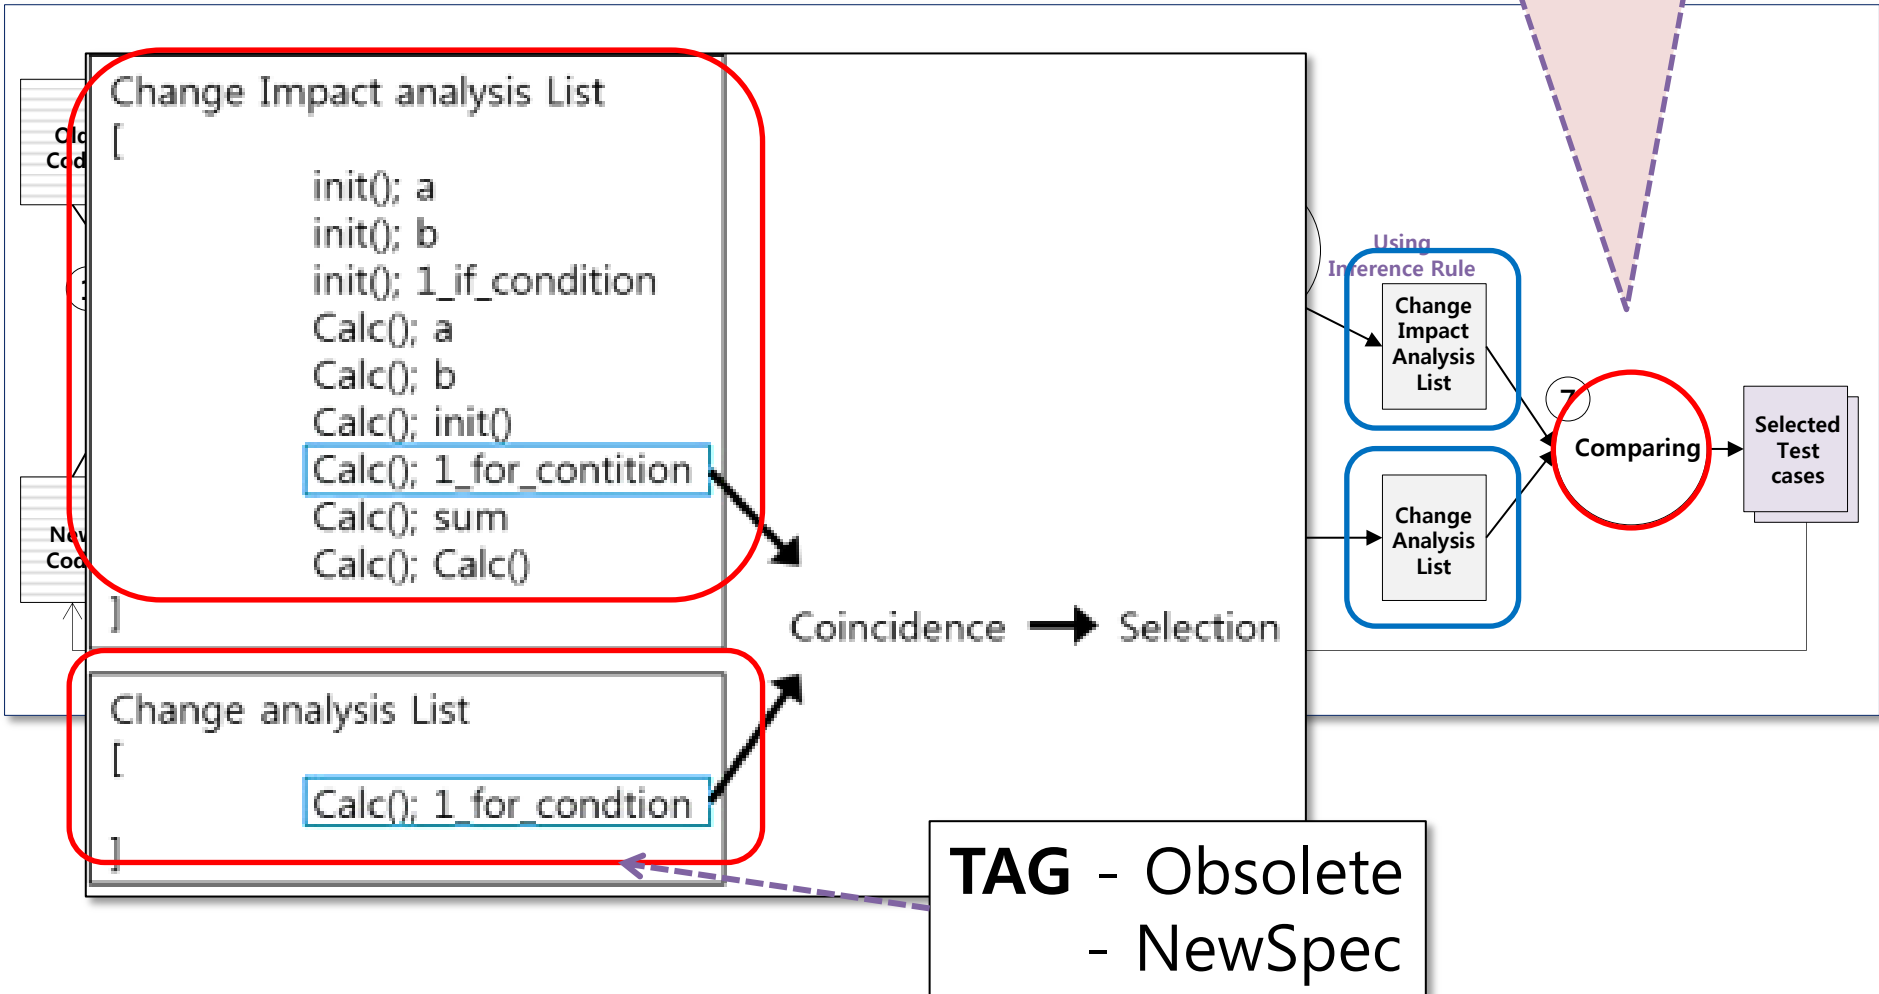 Change Impact analysis List
[
init(); a
init(); b
init(); 1_if_condition
Calc(); a
Calc(); b
Calc(); init()
Calc(); 1_for_contition
Calc(); sum
Calc(); Calc()
]
Change analysis List
[
Calc(); 1_for_condtion
]
Coincidence
Selection
TAG - Obsolete
- NewSpec
Using
Inference Rule
Change
Impact
Analysis
List
Change
Analysis
List
7
Comparing
Selected
Test
cases